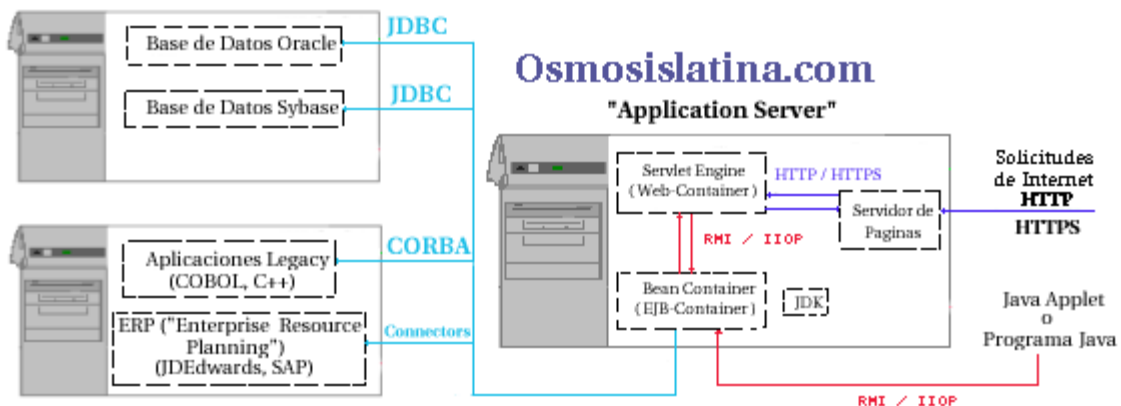 Base de Datos Oracle
JDBC
Base de Datos Sybase
JDBC
Osmosislatina.com
"Application Server"
Servlet Engine
(Web-Container)
HTTP / HTTPS
Servidor de
Paginas
Solicitudes
de Internet
HTTP
HTTPS
RMI / IIOP
Bean Container
(EJB-Container)
JDK
Aplicaciones Legacy
(COBOL, C++)
CORBA
ERP ("Enterprise Resource
Planning")
(JDEdwards, SAP)
Connectors
Java Applet
o
Programa Java
RMI / IIOP